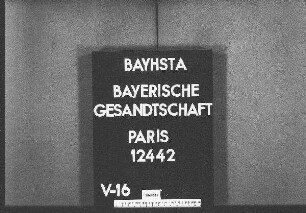 BAYHSTA
BAYERISCHE
GESANDTSCHAFT
PARIS
12442
V-16